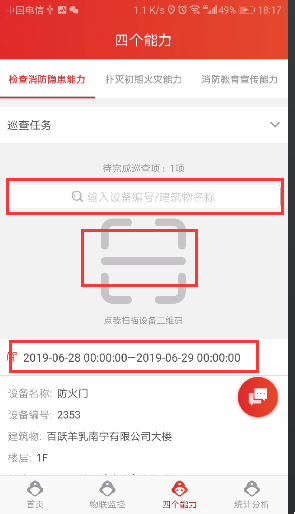 中国电信 1.1 K/s 49% 18:17
四个能力
检查消防隐患能力 扑灭初期火灾能力 消防教育宣传能力
巡查任务
待完成巡查项：1项
输入设备编号/建筑物名称
点我扫描设备二维码
2019-06-28 00:00:00—2019-06-29 00:00:00
设备名称: 防火门
设备编号: 2353
建筑物: 百跃羊乳南宁有限公司大楼
楼层: 1F
首页 物联监控 四个能力 统计分析